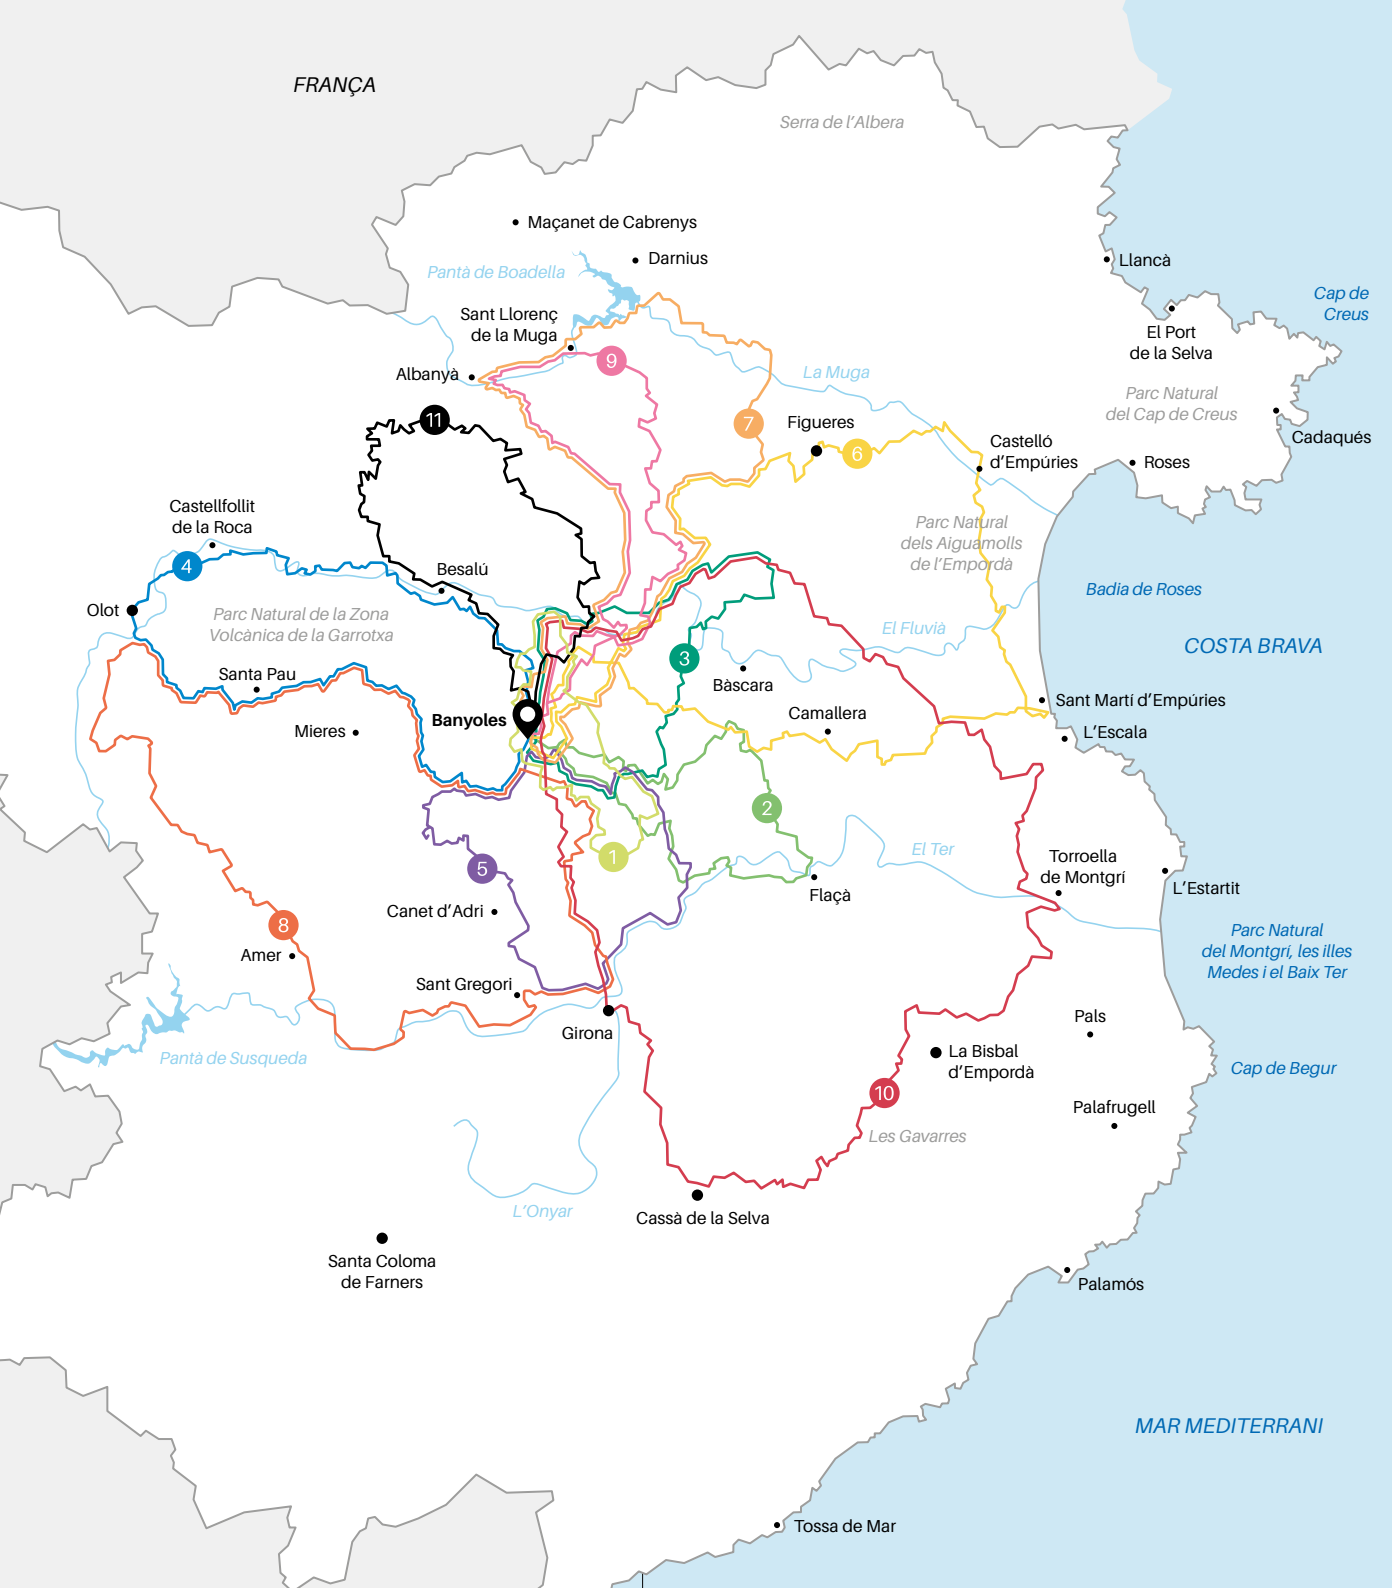 FRANÇA
Serra de l'Albera
Maçanet de Cabrenys
Darnius
Pantà de Boadella
Llancà
Cap de
Creus
Sant Llorenç
de la Muga
El Port
de la Selva
9
Albanyà
La Muga
Parc Natural
del Cap de Creus
11
7
Figueres
6
Castelló
d'Empúries
Cadaqués
Roses
Castellfollit
de la Roca
Parc Natural
dels Aiguamolls
de l'Empordà
4
Besalú
Badia de Roses
Olot
Parc Natural de la Zona
Volcànica de la Garrotxa
El Fluvià
COSTA BRAVA
3
Santa Pau
Bàscara
Sant Martí d'Empúries
Banyoles
Camallera
Mieres
L'Escala
2
1
El Ter
5
Torroella
de Montgrí
Flaçà
L'Estartit
Canet d'Adri
8
Parc Natural
del Montgrí, les illes
Medes i el Baix Ter
Amer
Sant Gregori
Girona
Pals
Pantà de Susqueda
La Bisbal
d'Empordà
Cap de Begur
10
Palafrugell
Les Gavarres
L'Onyar
Cassà de la Selva
Santa Coloma
de Farners
Palamós
MAR MEDITERRANI
Tossa de Mar